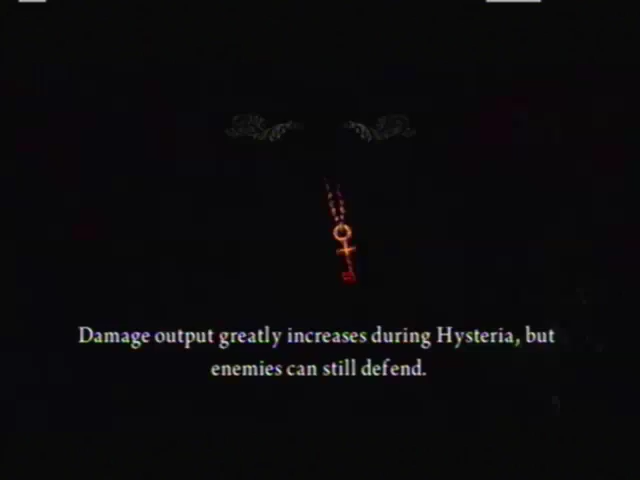 Damage output greatly increases during Hysteria, but
enemies can still defend.